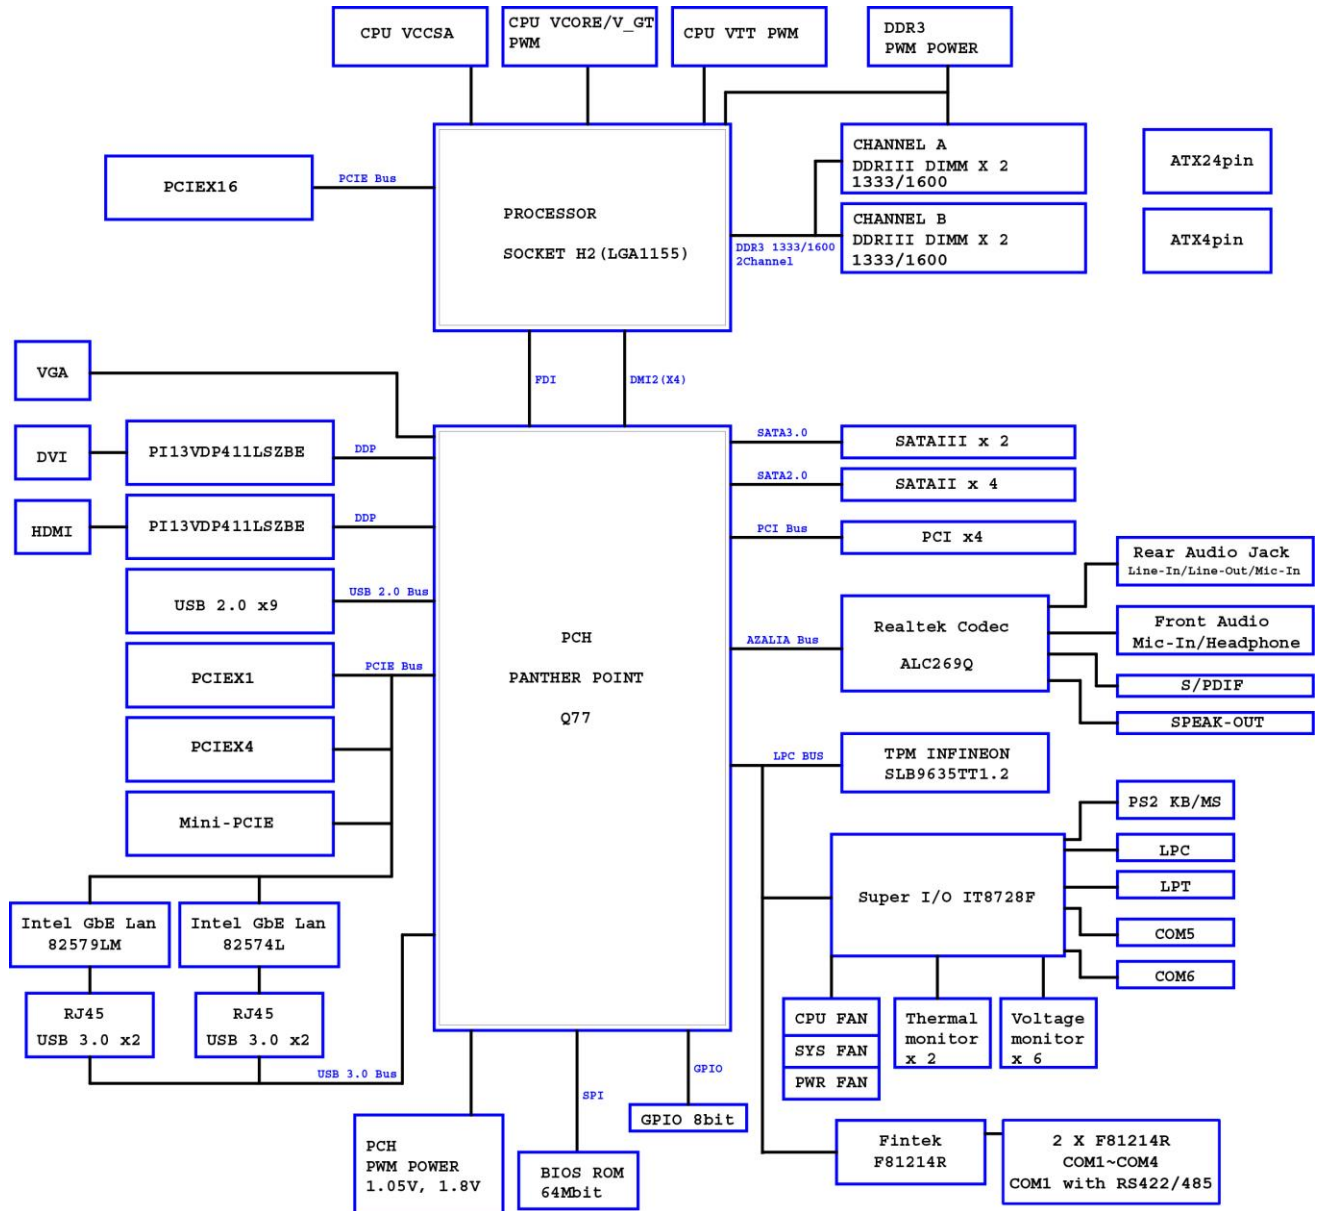 CPU VCCSA
CPU VCORE/V_GT
PWM
CPU VTT PWM
DDR3
PWM POWER
PCIEX16
PCIE Bus
PROCESSOR
SOCKET H2(LGA1155)
DDR3 1333/1600
2Channel
CHANNEL A
DDRIII DIMM X 2
1333/1600
CHANNEL B
DDRIII DIMM X 2
1333/1600
ATX24pin
ATX4pin
FDI
DMI2(X4)
VGA
DVI
PI13VDP411LSZBE
DDP
HDMI
PI13VDP411LSZBE
DDP
USB 2.0 x9
USB 2.0 Bus
PCIEX1
PCIE Bus
PCIEX4
Mini-PCIE
Intel GbE Lan
82579LM
Intel GbE Lan
82574L
RJ45
USB 3.0 x2
RJ45
USB 3.0 x2
USB 3.0 Bus
PCH
PANTHER POINT
Q77
SATA3.0
SATAIII x 2
SATA2.0
SATAII x 4
PCI Bus
PCI x4
AZALIA Bus
Realtek Codec
ALC269Q
Rear Audio Jack
Line-In/Line-Out/Mic-In
Front Audio
Mic-In/Headphone
S/PDIF
SPEAK-OUT
LPC BUS
TPM INFINEON
SLB9635TT1.2
Super I/O IT8728F
PS2 KB/MS
LPC
LPT
COM5
COM6
CPU FAN
SYS FAN
PWR FAN
Thermal
monitor
x 2
Voltage
monitor
x 6
PCH
PWM POWER
1.05V, 1.8V
SPI
BIOS ROM
64Mbit
GPIO
GPIO 8bit
Fintek
F81214R
2 X F81214R
COM1~COM4
COM1 with RS422/485